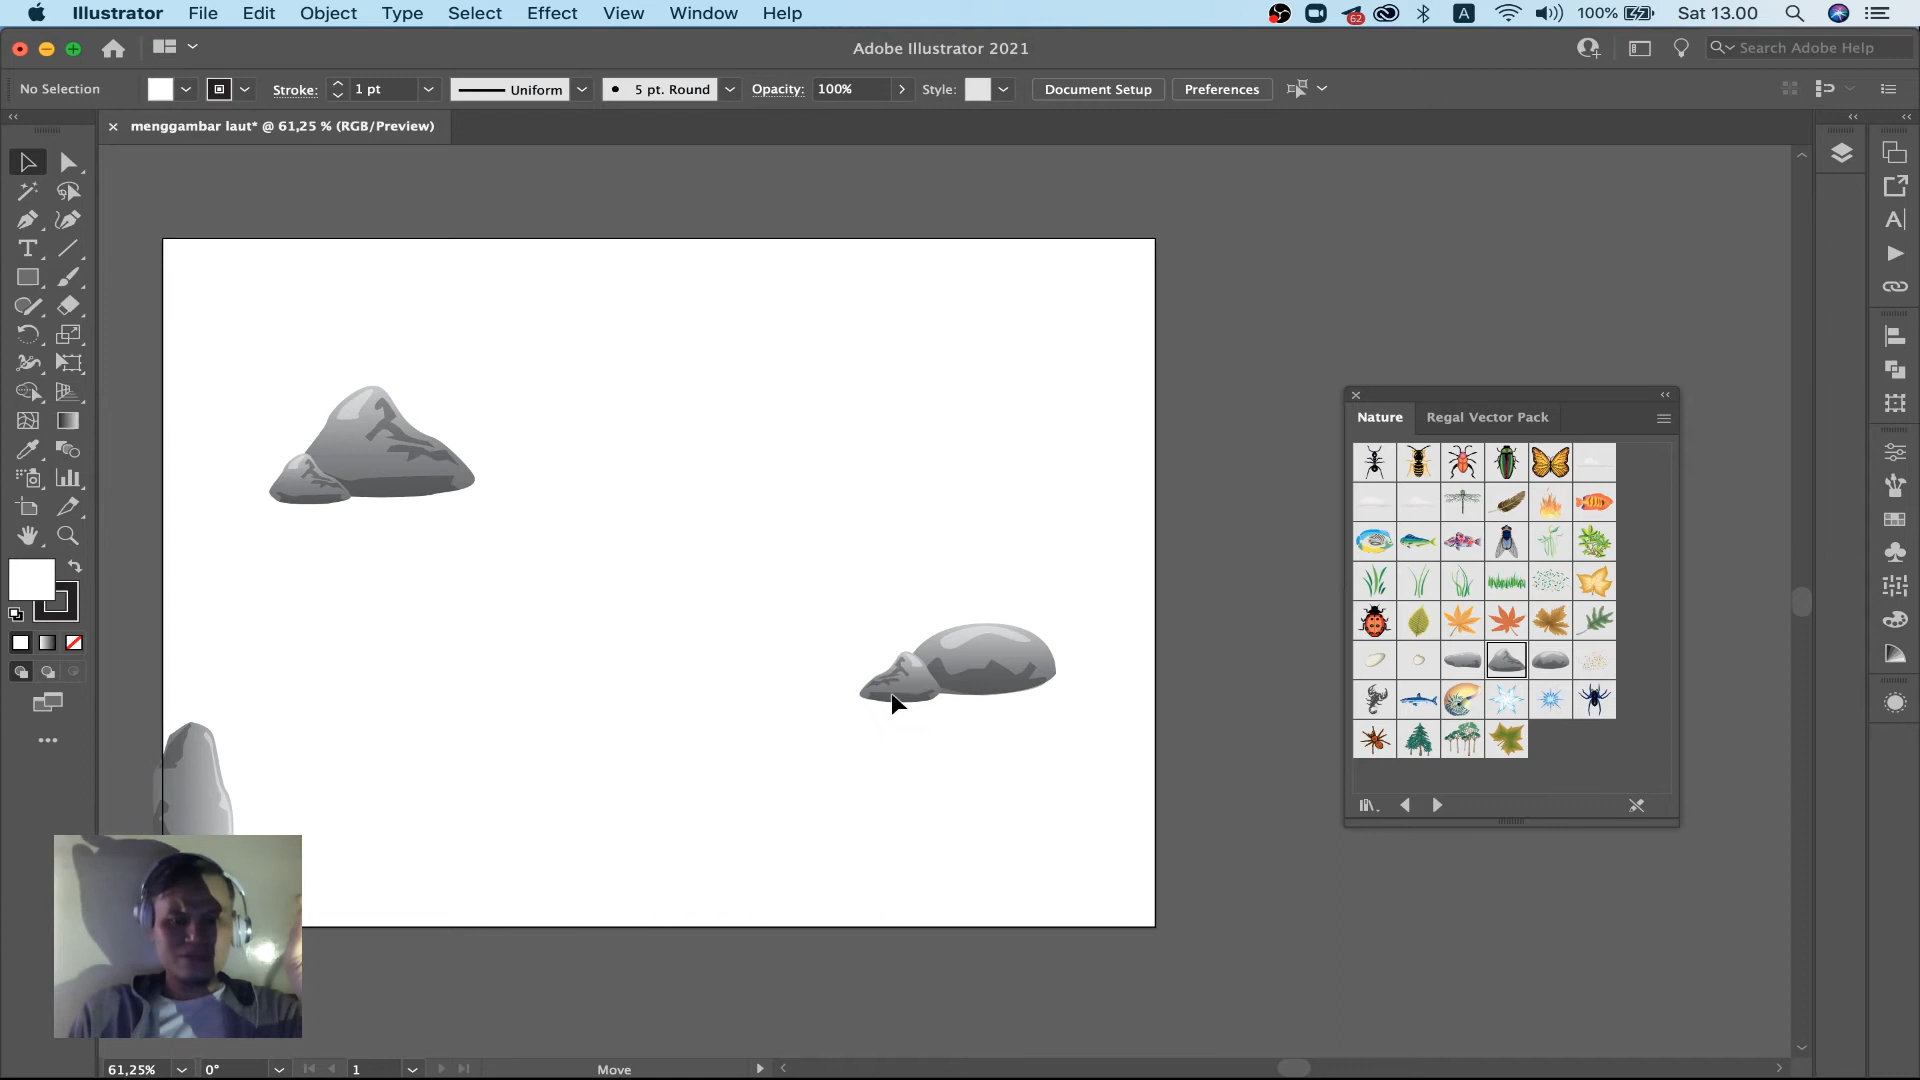 Illustrator File Edit Object Type Select Effect View Window Help
62
A
100%
Sat 13.00
Adobe Illustrator 2021
Search Adobe Help
No Selection
Stroke:
1 pt
Uniform
5 pt. Round
Opacity:
100%
Style:
Document Setup
Preferences
menggambar laut* @ 61,25 % (RGB/Preview)
Nature
Regal Vector Pack
61,25%
0°
1
Move